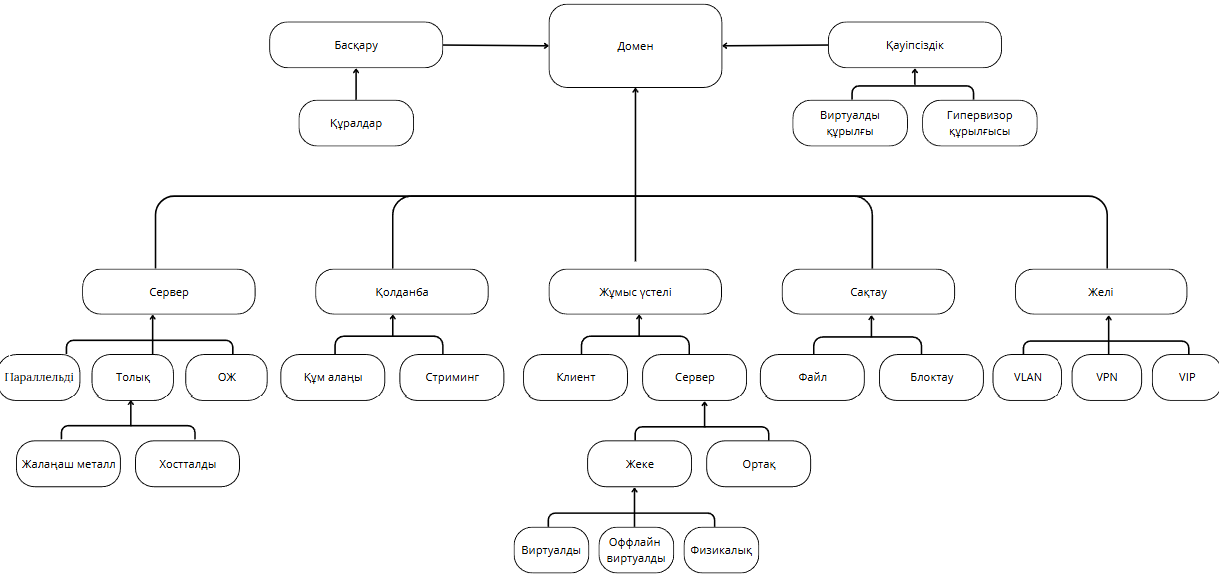 Басқару
Домен
Қауіпсіздік
Құралдар
Виртуалды
құрылғы
Гипервизор
құрылғысы
Сервер
Қолданба
Жұмыс үстелі
Сақтау
Желі
Параллельді
Толық
ОЖ
Құм алаңы
Стриминг
Клиент
Сервер
Файл
Блоктау
VLAN
VPN
VIP
Жалаңаш металл
Хостталды
Жеке
Ортақ
Виртуалды
Оффлайн
виртуалды
Физикалық